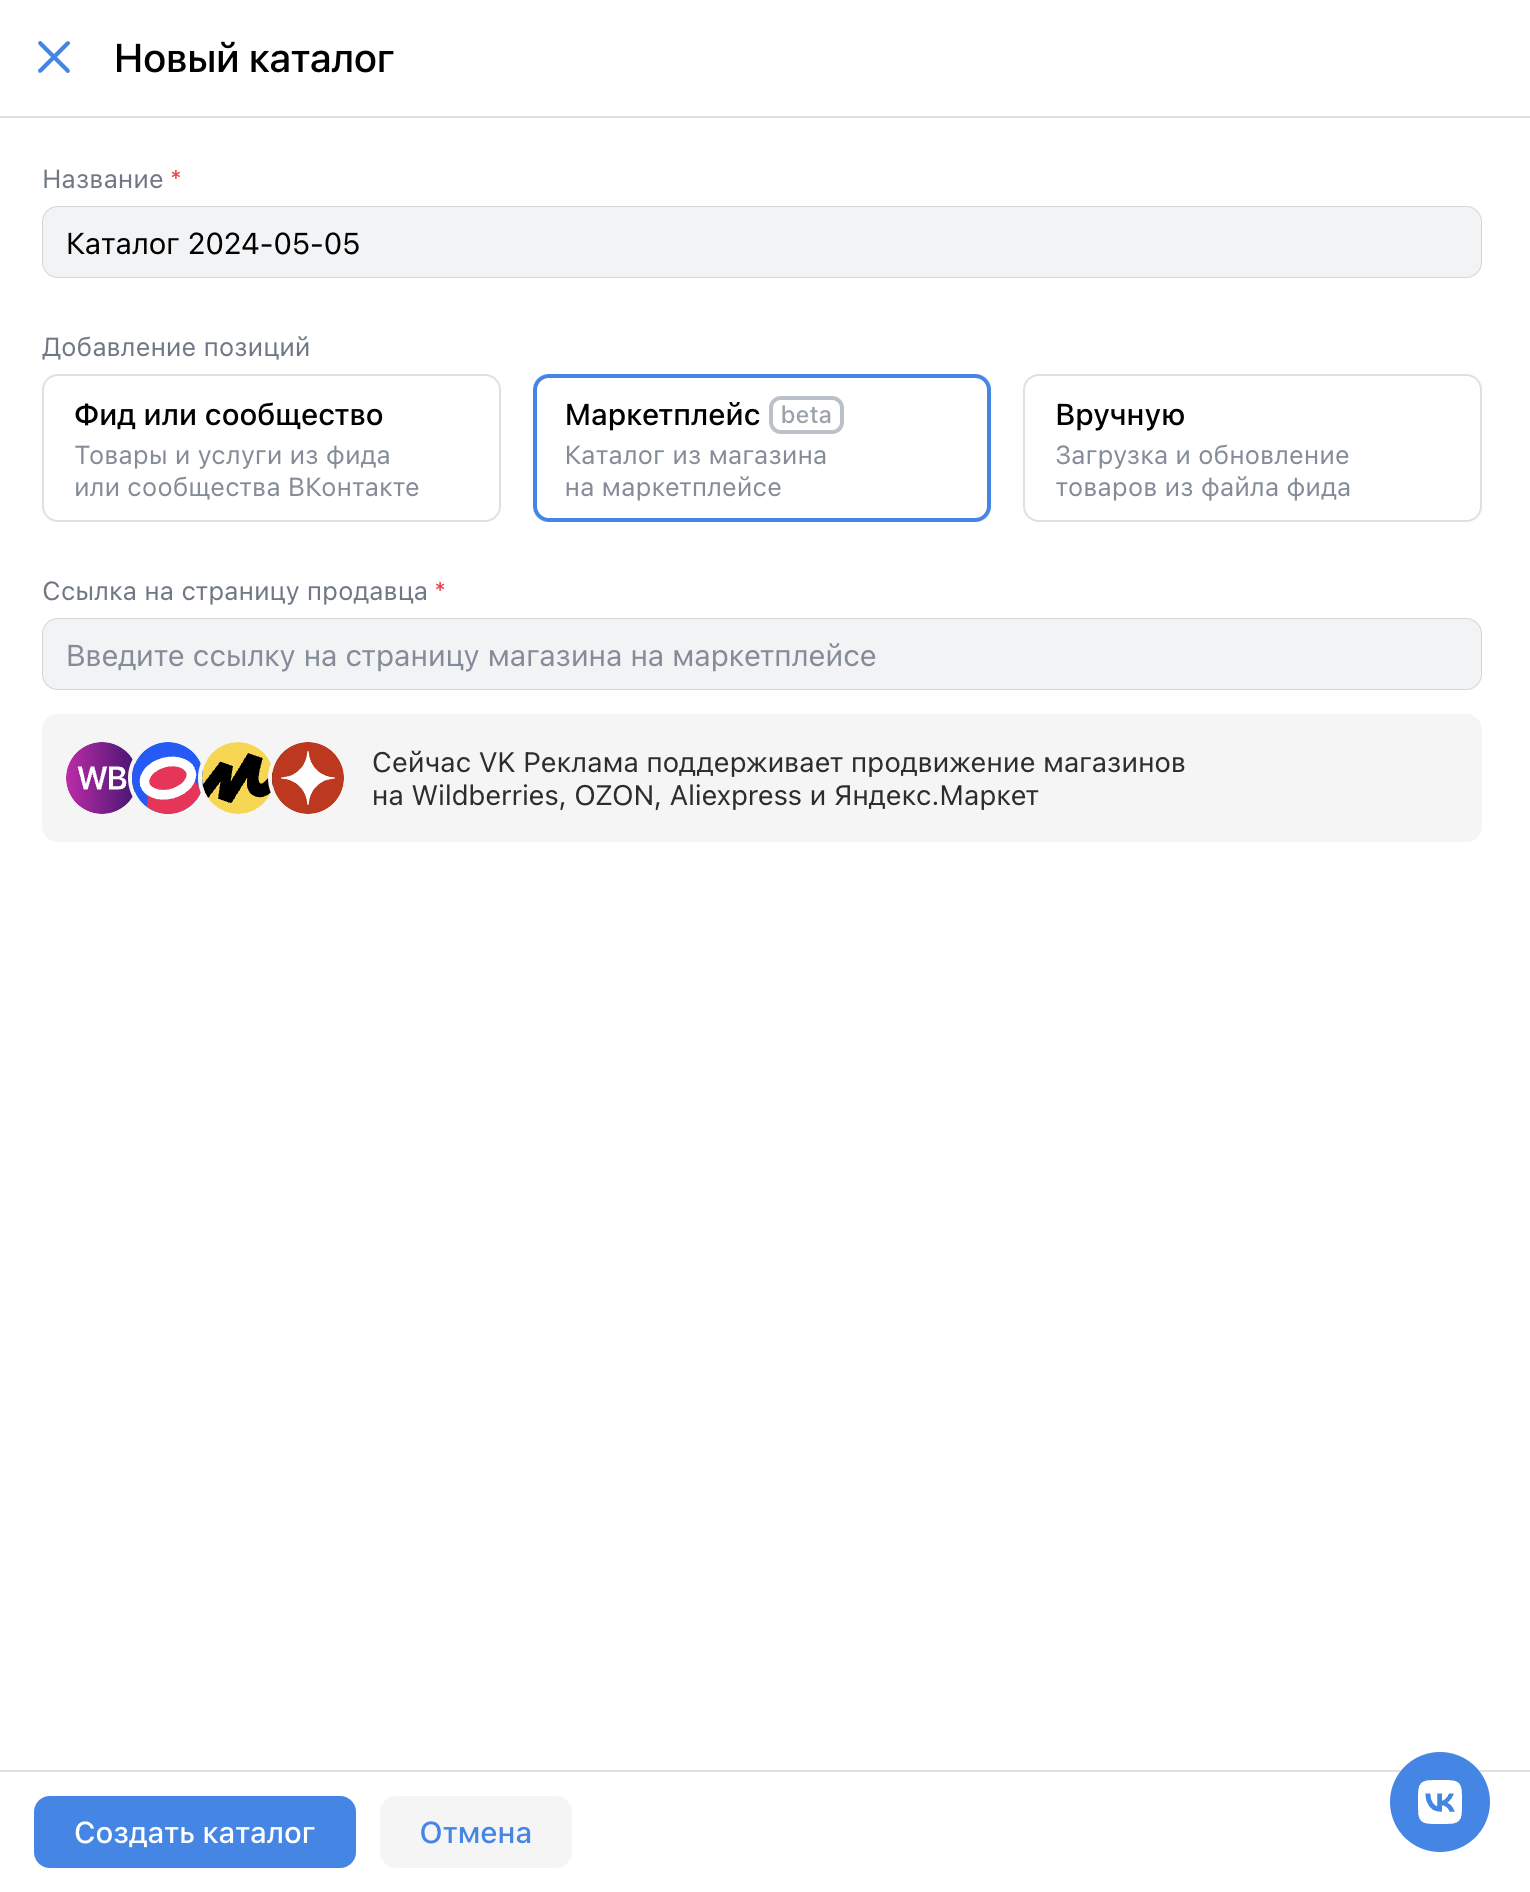 Новый каталог
Название *
Каталог 2024-05-05
Добавление позиций
Фид или сообщество
Товары и услуги из фида
или сообщества ВКонтакте
Маркетплейс beta
Каталог из магазина
на маркетплейсе
Вручную
Загрузка и обновление
товаров из файла фида
Ссылка на страницу продавца *
Введите ссылку на страницу магазина на маркетплейсе
WB
Сейчас VK Реклама поддерживает продвижение магазинов
на Wildberries, OZON, Aliexpress и Яндекс.Маркет
Создать каталог
Отмена